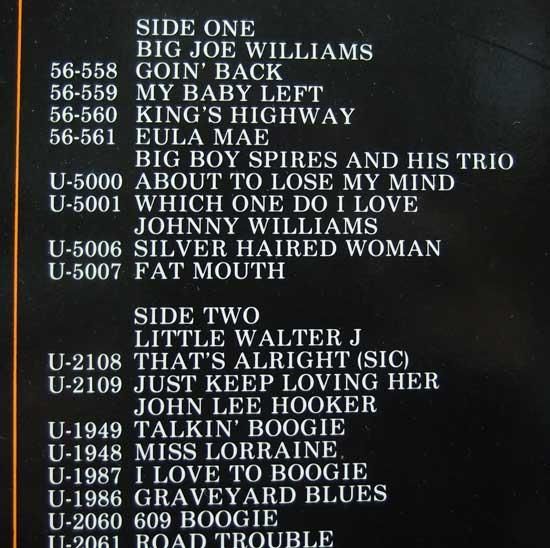 SIDE ONE
BIG JOE WILLIAMS
56-558 GOIN' BACK
56-559 MY BABY LEFT
56-560 KING'S HIGHWAY
56-561 EULA MAE
BIG BOY SPIRES AND HIS TRIO
U-5000 ABOUT TO LOSE MY MIND
U-5001 WHICH ONE DO I LOVE
JOHNNY WILLIAMS
U-5006 SILVER HAIRED WOMAN
U-5007 FAT MOUTH
SIDE TWO
LITTLE WALTER J
U-2108 THAT'S ALRIGHT (SIC)
U-2109 JUST KEEP LOVING HER
JOHN LEE HOOKER
U-1949 TALKIN' BOOGIE
U-1948 MISS LORRAINE
U-1987 I LOVE TO BOOGIE
U-1986 GRAVEYARD BLUES
U-2060 609 BOOGIE
U-2061 ROAD TROUBLE